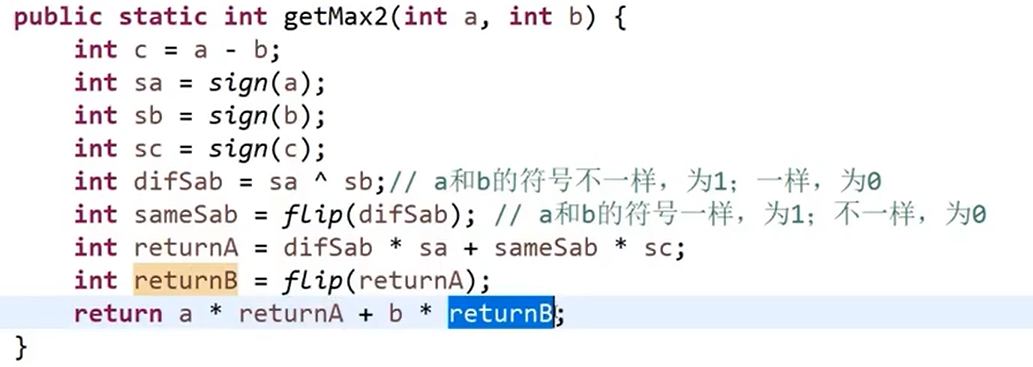 public static int getMax2(int a, int b) {
int c = a - b;
int sa = sign(a);
int sb = sign(b);
int sc = sign(c);
int difSab = sa ^ sb;// a和b的符号不一样，为1；一样，为0
int sameSab = flip(difSab); // a和b的符号一样，为1；不一样，为0
int returnA = difSab * sa + sameSab * sc;
int returnB = flip(returnA);
return a * returnA + b * returnB;
}